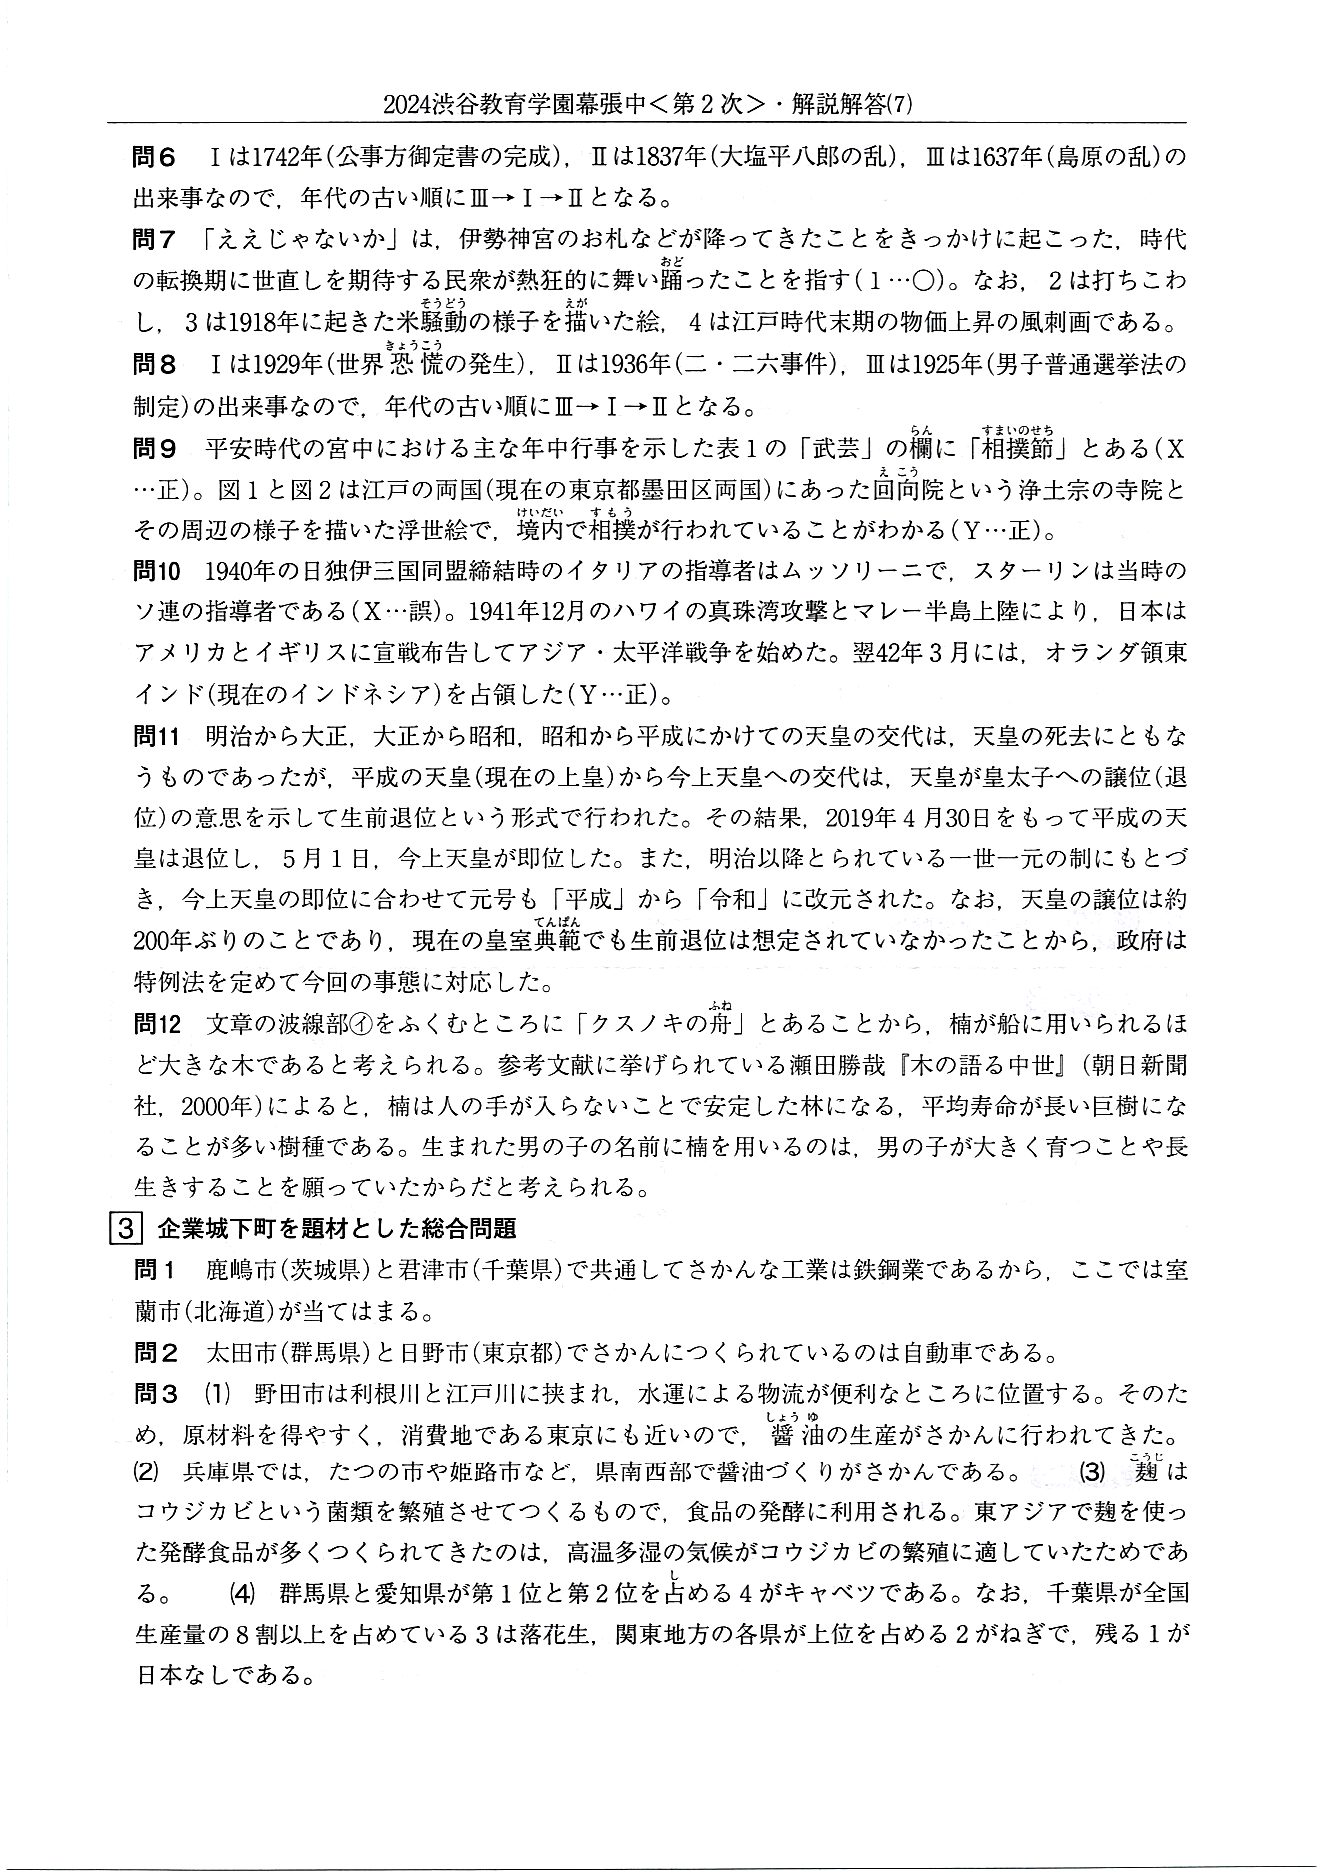 2024渋谷教育学園幕張中＜第2次＞・解説解答(7)
問6　Ⅰは1742年(公事方御定書の完成)，Ⅱは1837年(大塩平八郎の乱)，Ⅲは1637年(島原の乱)の
出来事なので，年代の古い順にⅢ→Ⅰ→Ⅱとなる。
問7　「ええじゃないか」は，伊勢神宮のお札などが降ってきたことをきっかけに起こった，時代
の転換期に世直しを期待する民衆が熱狂的に舞い踊ったことを指す(1…〇)。なお，2は打ちこわ
し，3は1918年に起きた米騒動の様子を描いた絵，4は江戸時代末期の物価上昇の風刺画である。
問8　Ⅰは1929年(世界恐慌の発生)，Ⅱは1936年(二・二六事件)，Ⅲは1925年(男子普通選挙法の
制定)の出来事なので，年代の古い順にⅢ→Ⅰ→Ⅱとなる。
問9　平安時代の宮中における主な年中行事を示した表1の「武芸」の欄に「相撲節」とある(X
…正)。図1と図2は江戸の両国(現在の東京都墨田区両国)にあった回向院という浄土宗の寺院と
その周辺の様子を描いた浮世絵で，境内で相撲が行われていることがわかる(Y…正)。
問10　1940年の日独伊三国同盟締結時のイタリアの指導者はムッソリーニで，スターリンは当時の
ソ連の指導者である(X…誤)。1941年12月のハワイの真珠湾攻撃とマレー半島上陸により，日本は
アメリカとイギリスに宣戦布告してアジア・太平洋戦争を始めた。翌42年3月には，オランダ領東
インド(現在のインドネシア)を占領した(Y…正)。
問11　明治から大正，大正から昭和，昭和から平成にかけての天皇の交代は，天皇の死去にともな
うものであったが，平成の天皇(現在の上皇)から今上天皇への交代は，天皇が皇太子への譲位(退
位)の意思を示して生前退位という形式で行われた。その結果，2019年4月30日をもって平成の天
皇は退位し，5月1日，今上天皇が即位した。また，明治以降とられている一世一元の制にもとづ
き，今上天皇の即位に合わせて元号も「平成」から「令和」に改元された。なお，天皇の譲位は約
200年ぶりのことであり，現在の皇室典範でも生前退位は想定されていなかったことから，政府は
特例法を定めて今回の事態に対応した。
問12　文章の波線部㋑をふくむところに「クスノキの舟」とあることから，楠が船に用いられるほ
ど大きな木であると考えられる。参考文献に挙げられている瀬田勝哉『木の語る中世』(朝日新聞
社，2000年)によると，楠は人の手が入らないことで安定した林になる，平均寿命が長い巨樹にな
ることが多い樹種である。生まれた男の子の名前に楠を用いるのは，男の子が大きく育つことや長
生きすることを願っていたからだと考えられる。
3　企業城下町を題材とした総合問題
問1　鹿嶋市(茨城県)と君津市(千葉県)で共通してさかんな工業は鉄鋼業であるから，ここでは室
蘭市(北海道)が当てはまる。
問2　太田市(群馬県)と日野市(東京都)でさかんにつくられているのは自動車である。
問3　(1)　野田市は利根川と江戸川に挟まれ，水運による物流が便利なところに位置する。そのた
め，原材料を得やすく，消費地である東京にも近いので，醤油の生産がさかんに行われてきた。
(2)　兵庫県では，たつの市や姫路市など，県南西部で醤油づくりがさかんである。　(3)　麹は
コウジカビという菌類を繁殖させてつくるもので，食品の発酵に利用される。東アジアで麹を使っ
た発酵食品が多くつくられてきたのは，高温多湿の気候がコウジカビの繁殖に適していたためであ
る。　(4)　群馬県と愛知県が第1位と第2位を占める4がキャベツである。なお，千葉県が全国
生産量の8割以上を占めている3は落花生，関東地方の各県が上位を占める2がねぎで，残る1が
日本なしである。